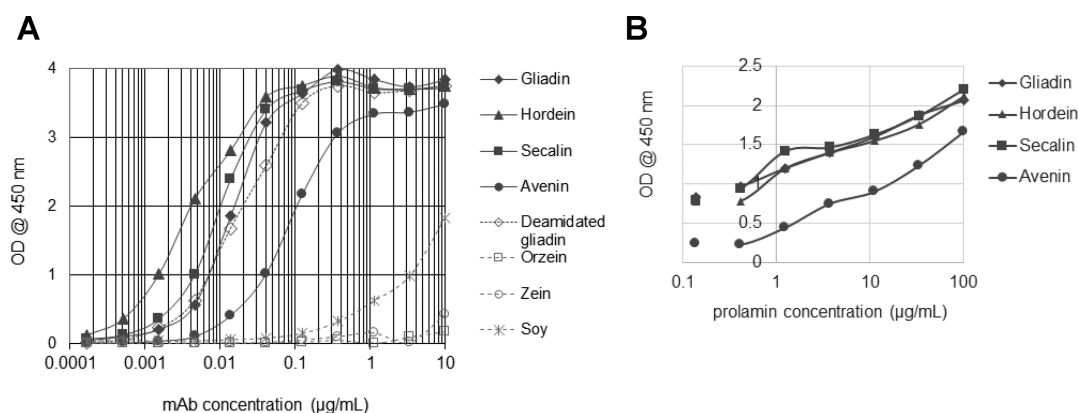 A
4
3
2
1
0
OD @ 450 nm
0.0001
0.001
0.01
0.1
1
10
mAb concentration (µg/mL)
Gliadin
Hordein
Secalin
Avenin
Deamidated
gliadin
Orzein
Zein
Soy
B
2.5
2
1.5
1
0.5
0
OD @ 450 nm
0.1
1
10
100
prolamin concentration (µg/mL)
Gliadin
Hordein
Secalin
Avenin